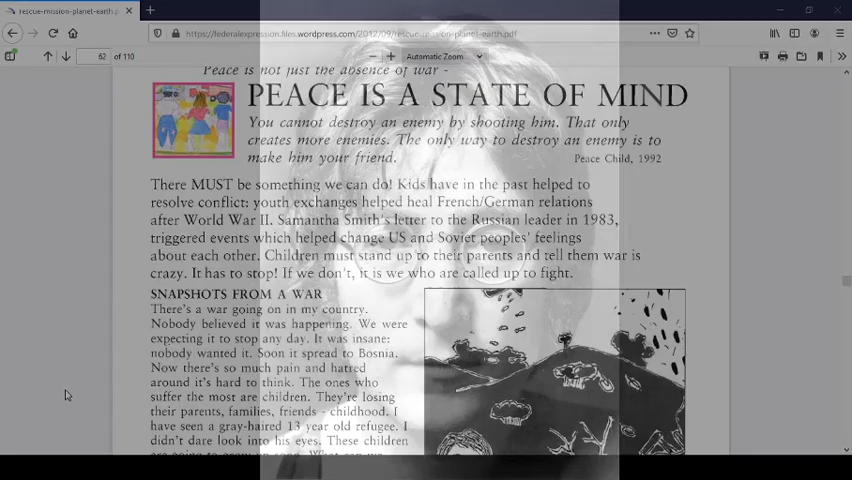 rescue-mission-planet-earth.p
https://federalexpression.files.wordpress.com/2012/09/rescue-mission-planet-earth.pdf
62 of 110
Automatic Zoom
Peace is not just the absence of war -
PEACE IS A STATE OF MIND
You cannot destroy an enemy by shooting him. That only
creates more enemies. The only way to destroy an enemy is to
make him your friend.
Peace Child, 1992
There MUST be something we can do! Kids have in the past helped to
resolve conflict: youth exchanges helped heal French/German relations
after World War II. Samantha Smith's letter to the Russian leader in 1983,
triggered events which helped change US and Soviet peoples' feelings
about each other. Children must stand up to their parents and tell them war is
crazy. It has to stop! If we don't, it is we who are called up to fight.
SNAPSHOTS FROM A WAR
There's a war going on in my country.
Nobody believed it was happening. We were
expecting it to stop any day. It was insane:
nobody wanted it. Soon it spread to Bosnia.
Now there's so much pain and hatred
around it's hard to think. The ones who
suffer the most are children. They're losing
their parents, families, friends - childhood. I
have seen a gray-haired 13 year old refugee. I
didn't dare look into his eyes. These children